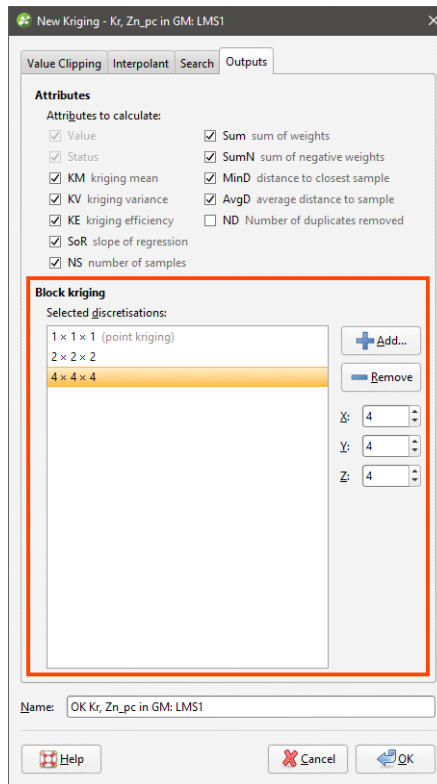 New Kriging - Kr, Zn_pc in GM: LMS1
Value Clipping Interpolant Search Outputs
Attributes
Attributes to calculate:
Value
Status
KM kriging mean
KV kriging variance
KE kriging efficiency
SoR slope of regression
NS number of samples
Sum sum of weights
SumN sum of negative weights
MinD distance to closest sample
AvgD average distance to sample
ND Number of duplicates removed
Block kriging
Selected discretisations:
1 × 1 × 1 (point kriging)
2 × 2 × 2
4 × 4 × 4
Add...
Remove
X: 4
Y: 4
Z: 4
Name: OK Kr, Zn_pc in GM: LMS1
Help Cancel OK